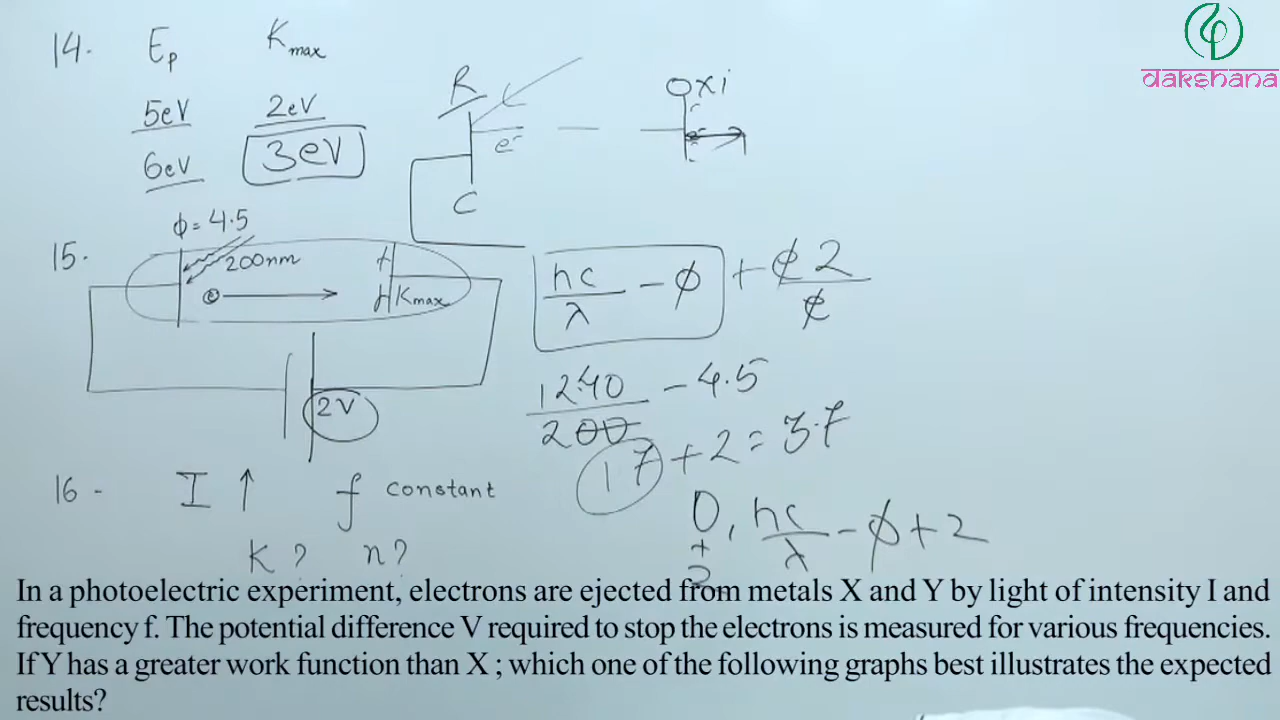 dakshana
14. Ep Kmax
5eV 2eV
6eV 3eV
R
e-
C
Oxi
e-
15.
ϕ = 4.5
200nm
e
+
+ Kmax
2V
hc/λ - ϕ + e2/e
1240/200 - 4.5
1.7 + 2 = 3.7
0, hc/λ - ϕ + 2
+
2
16 - I ↑ f constant
K ? n?
In a photoelectric experiment, electrons are ejected from metals X and Y by light of intensity I and
frequency f. The potential difference V required to stop the electrons is measured for various frequencies.
If Y has a greater work function than X ; which one of the following graphs best illustrates the expected
results?